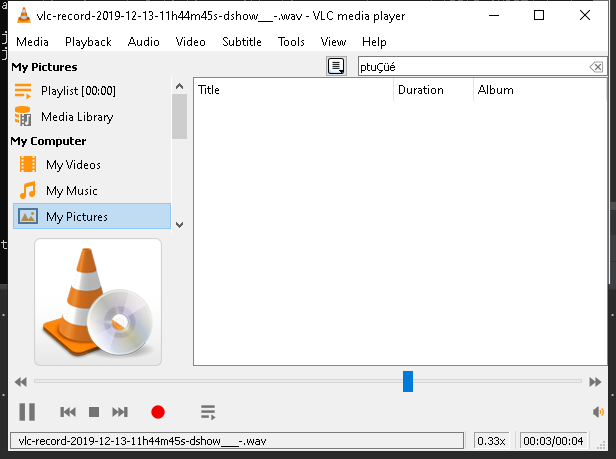 vlc-record-2019-12-13-11h44m45s-dshow___-.wav - VLC media player
Media Playback Audio Video Subtitle Tools View Help
My Pictures
ptuÇüé
Playlist [00:00]
Title Duration Album
Media Library
My Computer
My Videos
My Music
My Pictures
vlc-record-2019-12-13-11h44m45s-dshow___-.wav 0.33x 00:03/00:04